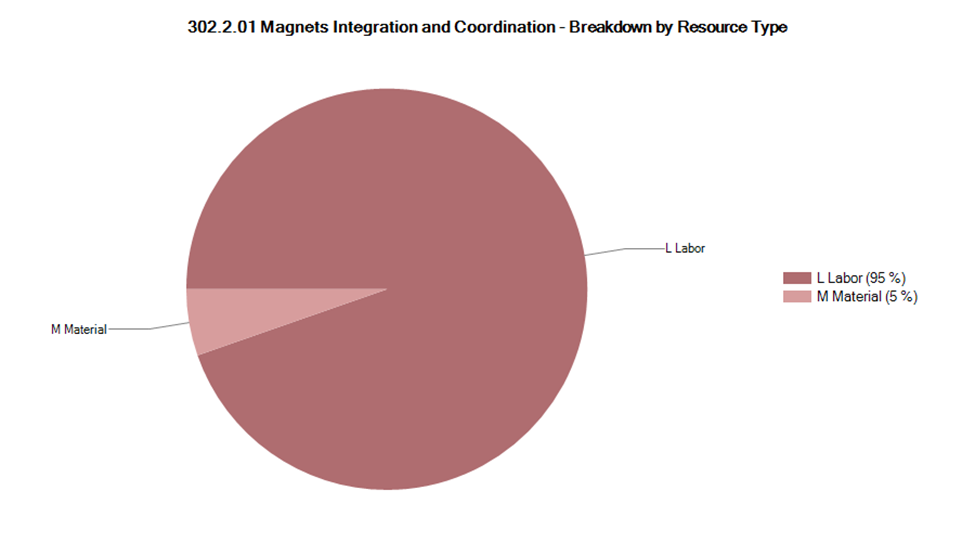 302.2.01 Magnets Integration and Coordination - Breakdown by Resource Type
L Labor
L Labor (95 %)
M Material (5 %)
M Material